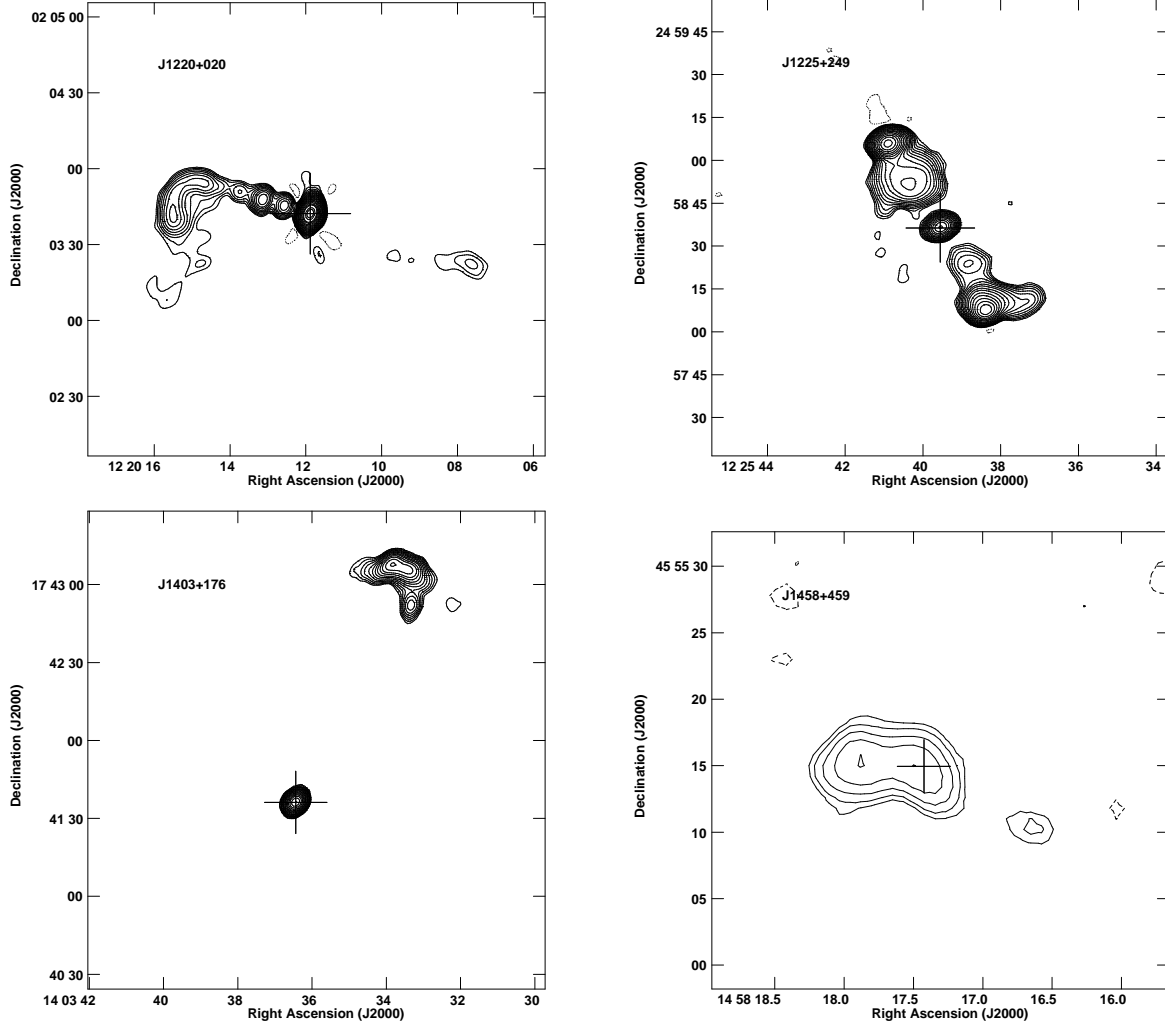 J1220+020
02 05 00
04 30
00
03 30
00
02 30
Declination (J2000)
12 20 16
14
12
10
08
06
Right Ascension (J2000)
J1225+249
24 59 45
30
15
00
58 45
30
15
00
57 45
30
Declination (J2000)
12 25 44
42
40
38
36
34
Right Ascension (J2000)
J1403+176
17 43 00
42 30
00
41 30
00
40 30
Declination (J2000)
14 03 42
40
38
36
34
32
30
Right Ascension (J2000)
J1458+459
45 55 30
25
20
15
10
05
00
Declination (J2000)
14 58 18.5
18.0
17.5
17.0
16.5
16.0
Right Ascension (J2000)